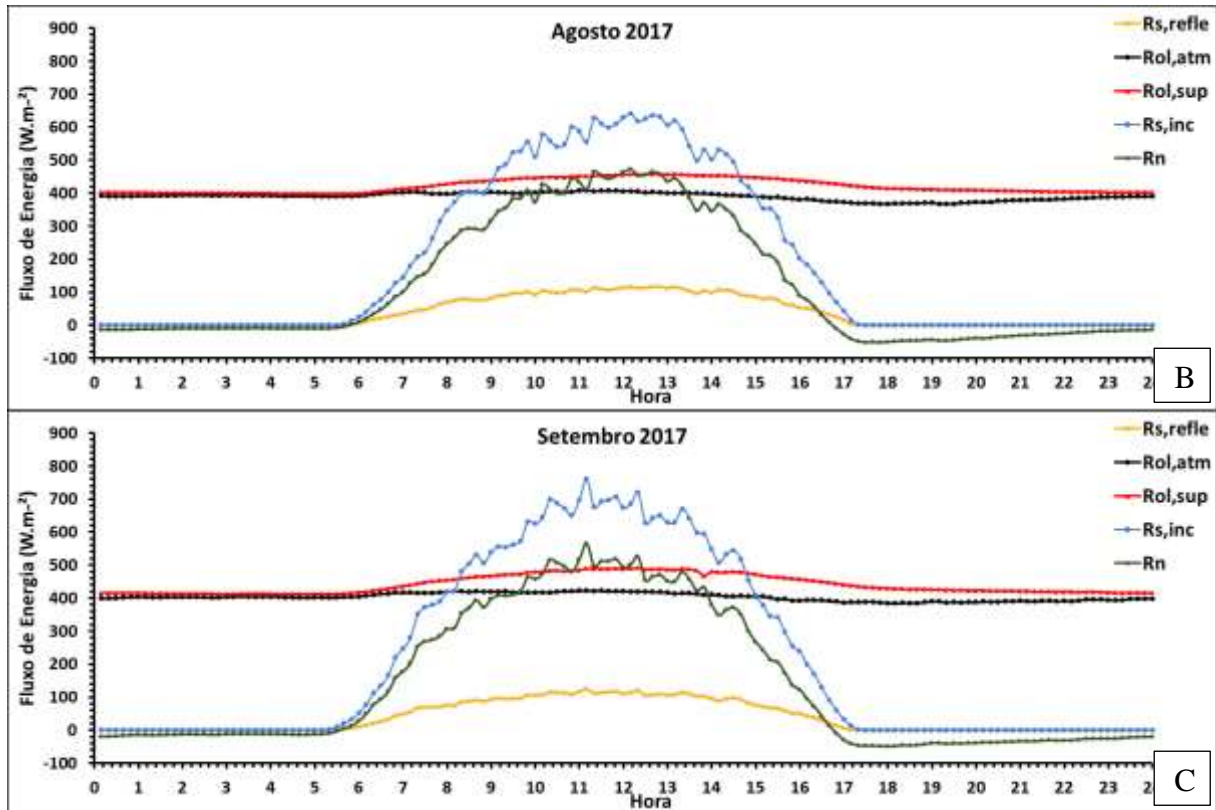 Agosto 2017
Fluxo de Energia (W.m-²)
900
800
700
600
500
400
300
200
100
0
-100
0 1 2 3 4 5 6 7 8 9 10 11 12 13 14 15 16 17 18 19 20 21 22 23 2
Hora
Rs,refle
Rol,atm
Rol,sup
Rs,inc
Rn
B
Setembro 2017
Fluxo de Energia (W.m-²)
900
800
700
600
500
400
300
200
100
0
-100
0 1 2 3 4 5 6 7 8 9 10 11 12 13 14 15 16 17 18 19 20 21 22 23 2
Hora
Rs,refle
Rol,atm
Rol,sup
Rs,inc
Rn
C